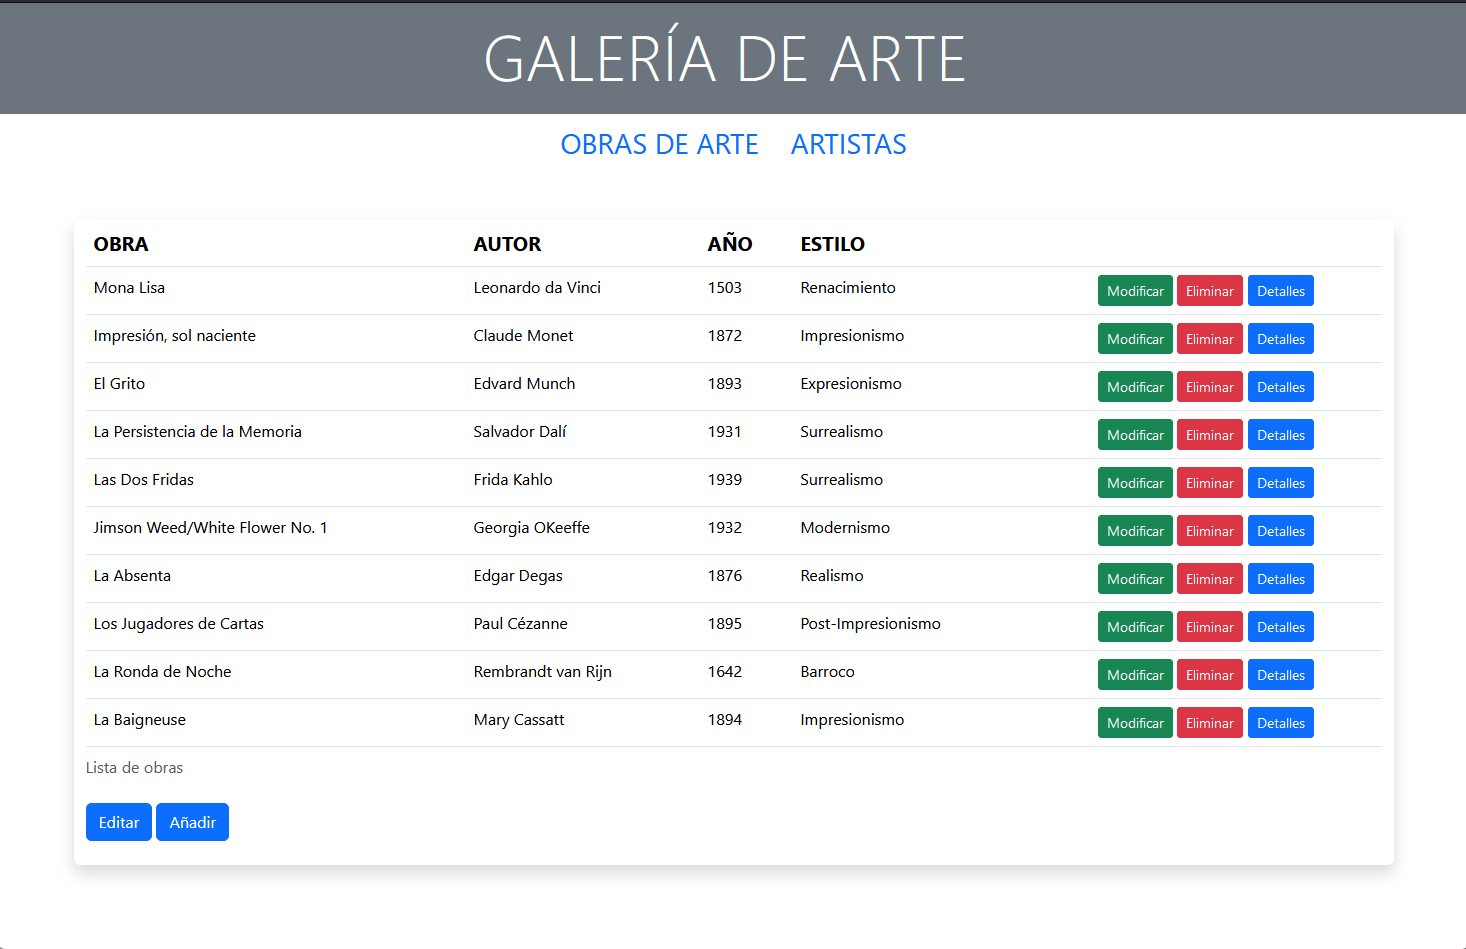 GALERÍA DE ARTE
OBRAS DE ARTE ARTISTAS
OBRA AUTOR AÑO ESTILO
Mona Lisa Leonardo da Vinci 1503 Renacimiento Modificar Eliminar Detalles
Impresión, sol naciente Claude Monet 1872 Impresionismo Modificar Eliminar Detalles
El Grito Edvard Munch 1893 Expresionismo Modificar Eliminar Detalles
La Persistencia de la Memoria Salvador Dalí 1931 Surrealismo Modificar Eliminar Detalles
Las Dos Fridas Frida Kahlo 1939 Surrealismo Modificar Eliminar Detalles
Jimson Weed/White Flower No. 1 Georgia OKeeffe 1932 Modernismo Modificar Eliminar Detalles
La Absenta Edgar Degas 1876 Realismo Modificar Eliminar Detalles
Los Jugadores de Cartas Paul Cézanne 1895 Post-Impresionismo Modificar Eliminar Detalles
La Ronda de Noche Rembrandt van Rijn 1642 Barroco Modificar Eliminar Detalles
La Baigneuse Mary Cassatt 1894 Impresionismo Modificar Eliminar Detalles
Lista de obras
Editar Añadir